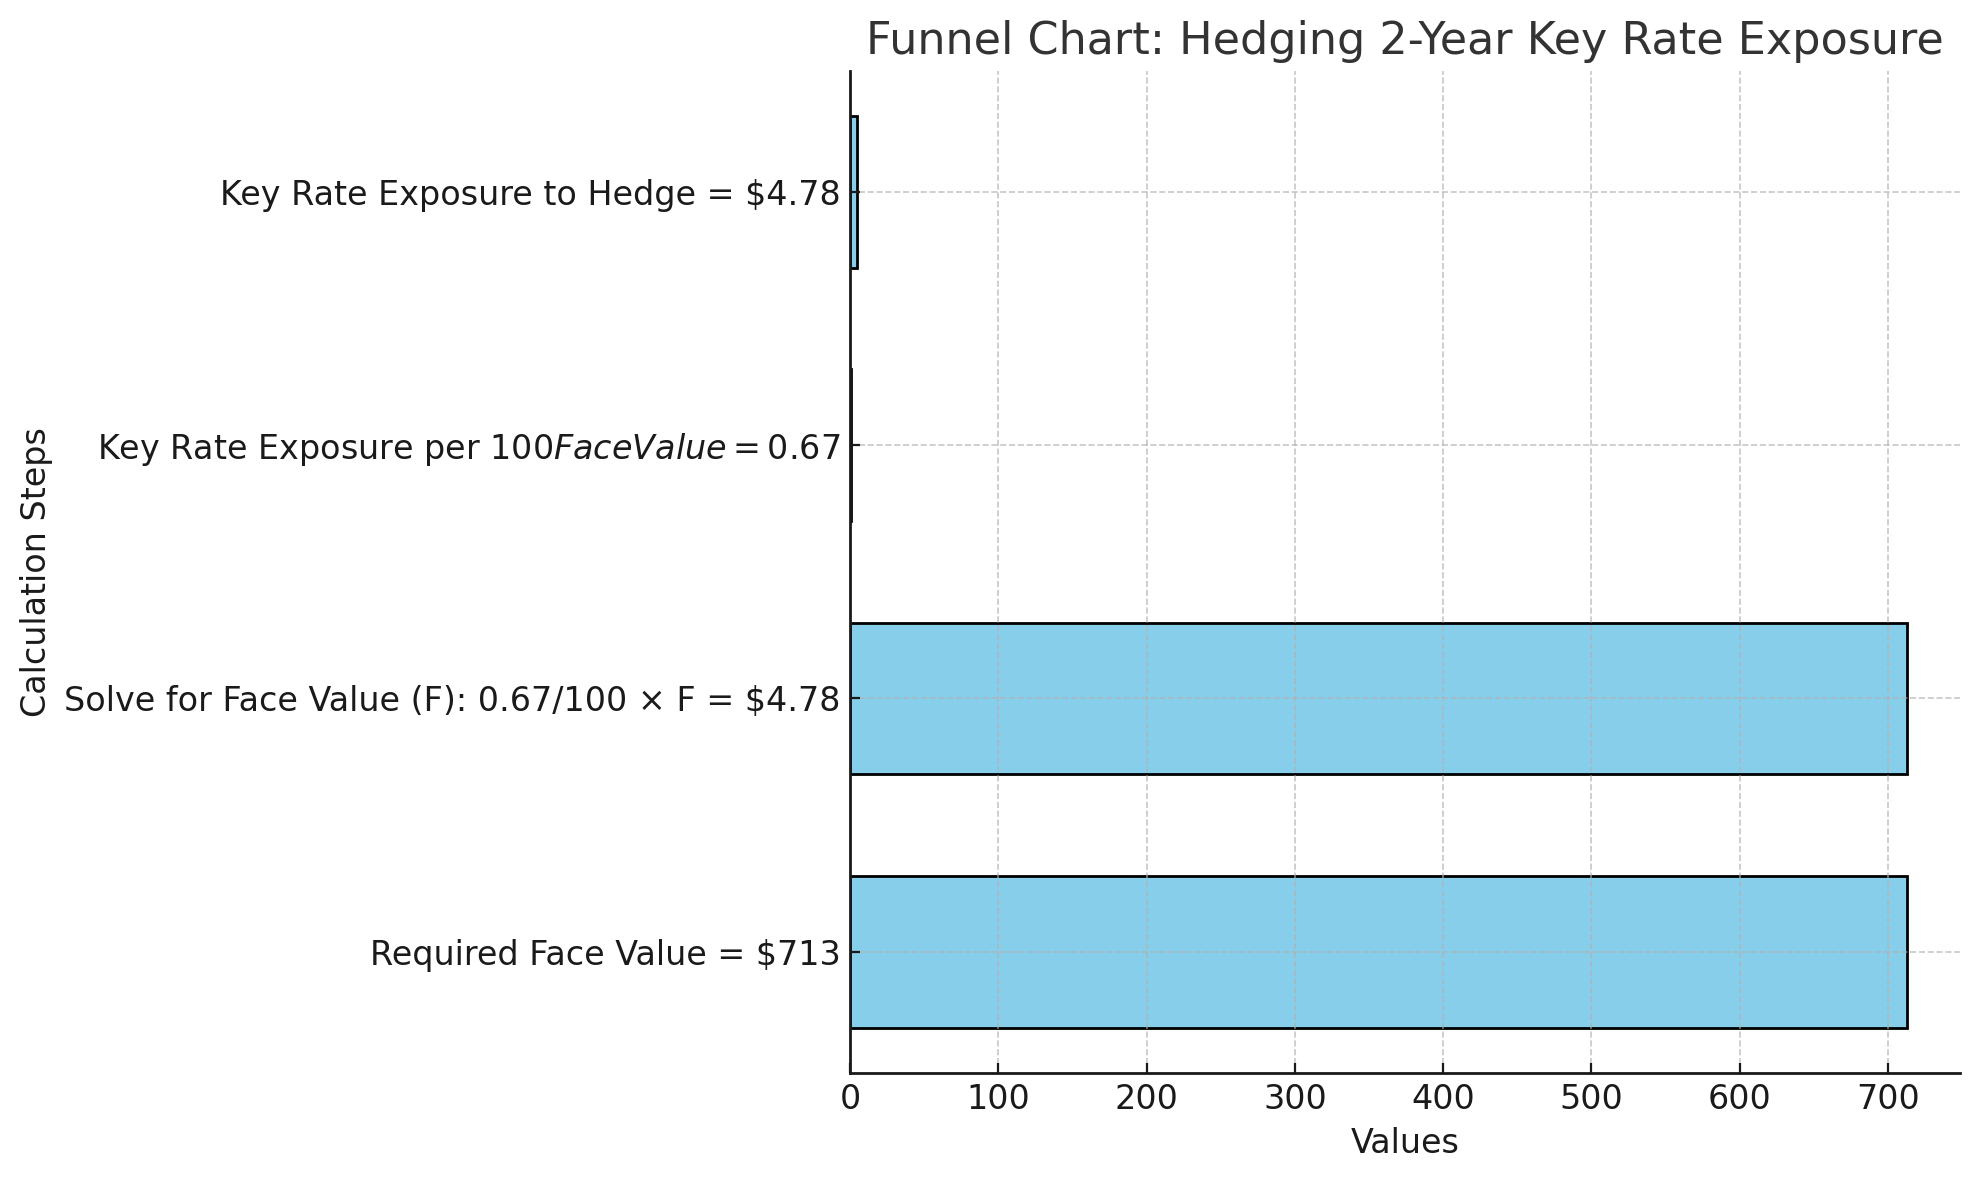 Funnel Chart: Hedging 2-Year Key Rate Exposure
Calculation Steps
Key Rate Exposure to Hedge = $4.78
Key Rate Exposure per 100FaceValue=0.67
Solve for Face Value (F): 0.67/100 × F = $4.78
Required Face Value = $713
0 100 200 300 400 500 600 700
Values